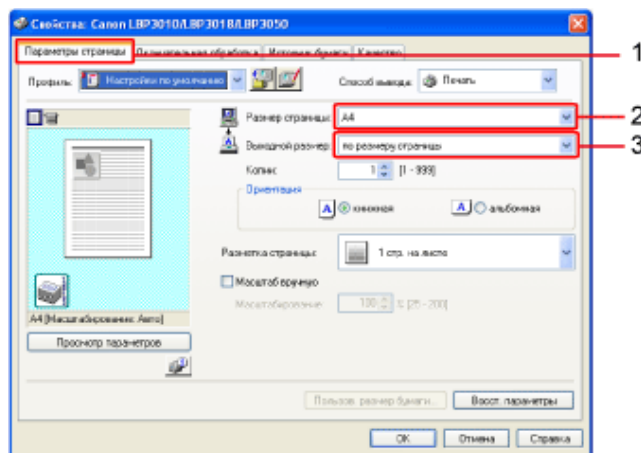 Свойства: Canon LBP3010/LBP3018/LBP3050
Параметры страницы Окончательная обработка Источник бумаги Качество
1
Профиль: Настройки по умолчанию Способ вывода: Печать
Размер страницы: A4
2
Выходной размер: по размеру страницы
3
Копии: 1 [1 - 999]
Ориентация
A книжная A альбомная
Разметка страницы: 1 стр. на листе
Масштаб вручную
Масштабирование: 100 % [25 - 200]
A4 [Масштабирование: Авто]
Просмотр параметров
Пользов. размер бумаги... Восст. параметры
OK Отмена Справка